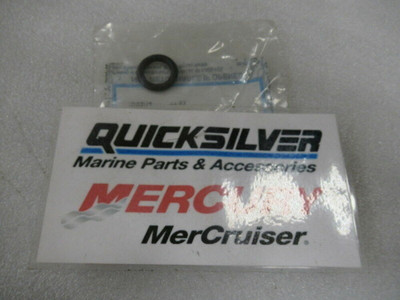 QUICKSILVER
Marine Parts & Accessories
MERCURY
MerCruiser®